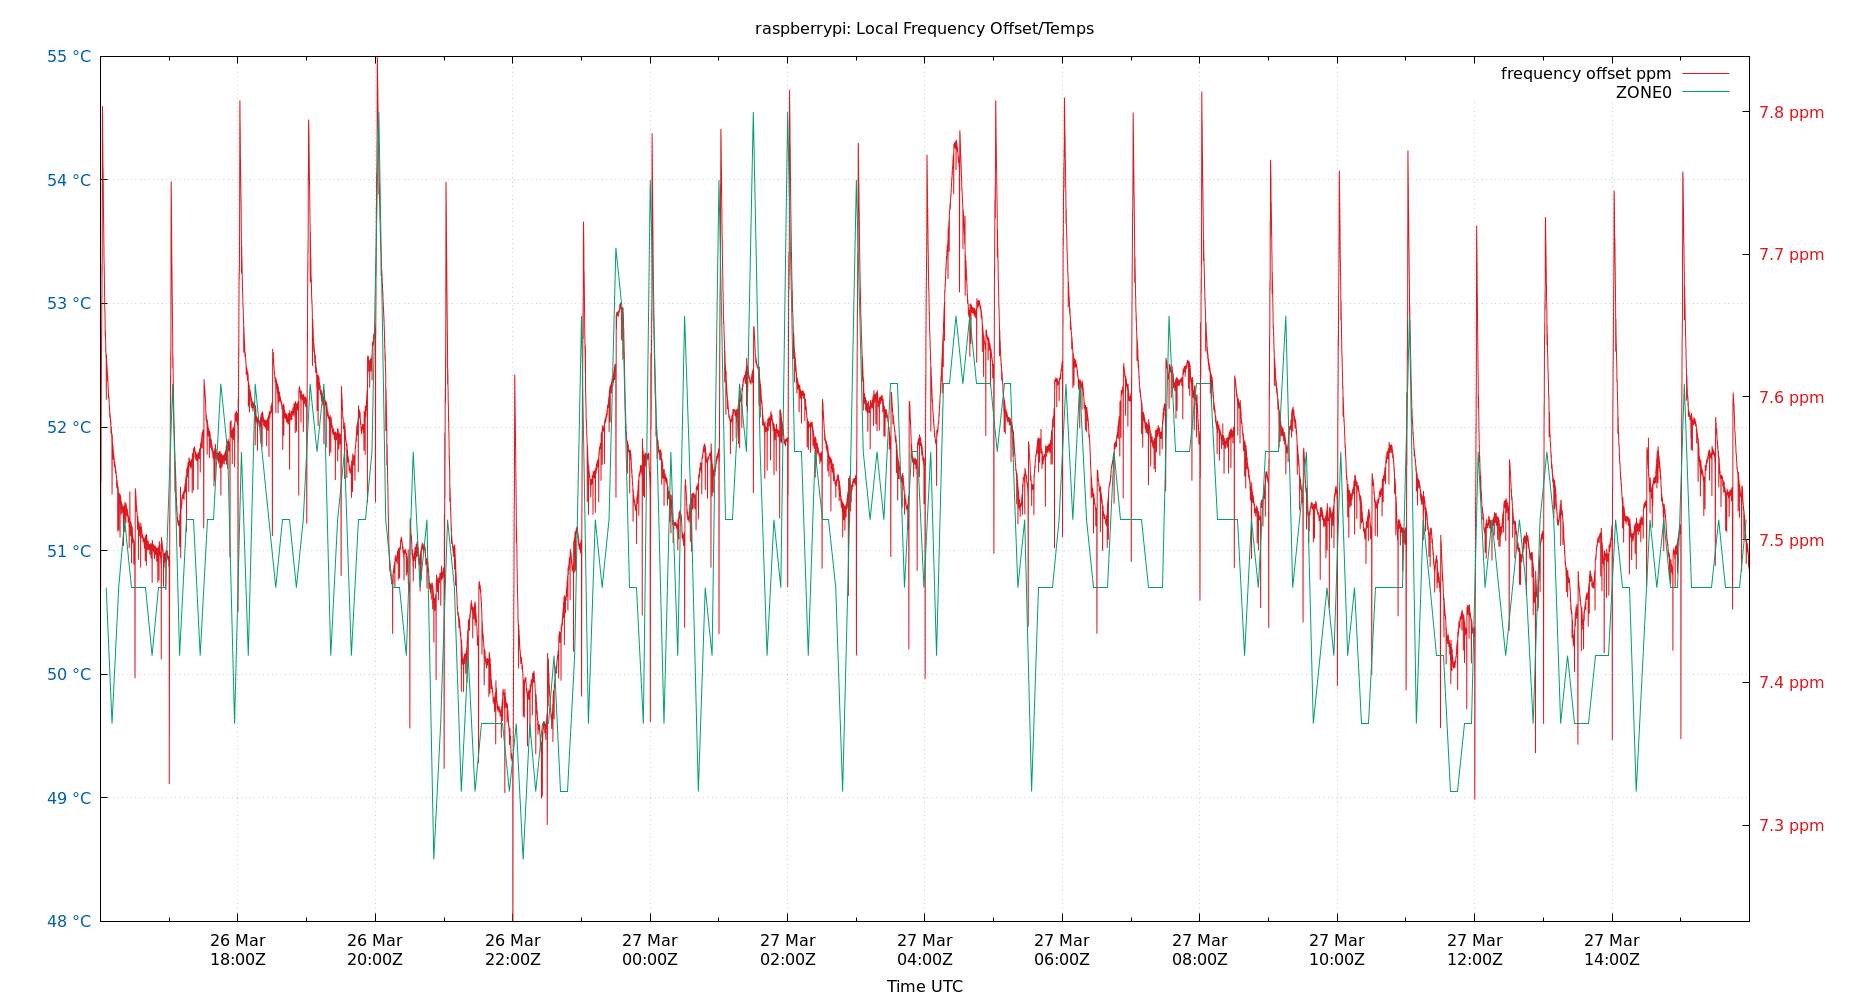 raspberrypi: Local Frequency Offset/Temps
55 °C
54 °C
53 °C
52 °C
51 °C
50 °C
49 °C
48 °C
frequency offset ppm
ZONE0
7.8 ppm
7.7 ppm
7.6 ppm
7.5 ppm
7.4 ppm
7.3 ppm
26 Mar
18:00Z
26 Mar
20:00Z
26 Mar
22:00Z
27 Mar
00:00Z
27 Mar
02:00Z
27 Mar
04:00Z
27 Mar
06:00Z
27 Mar
08:00Z
27 Mar
10:00Z
27 Mar
12:00Z
27 Mar
14:00Z
Time UTC